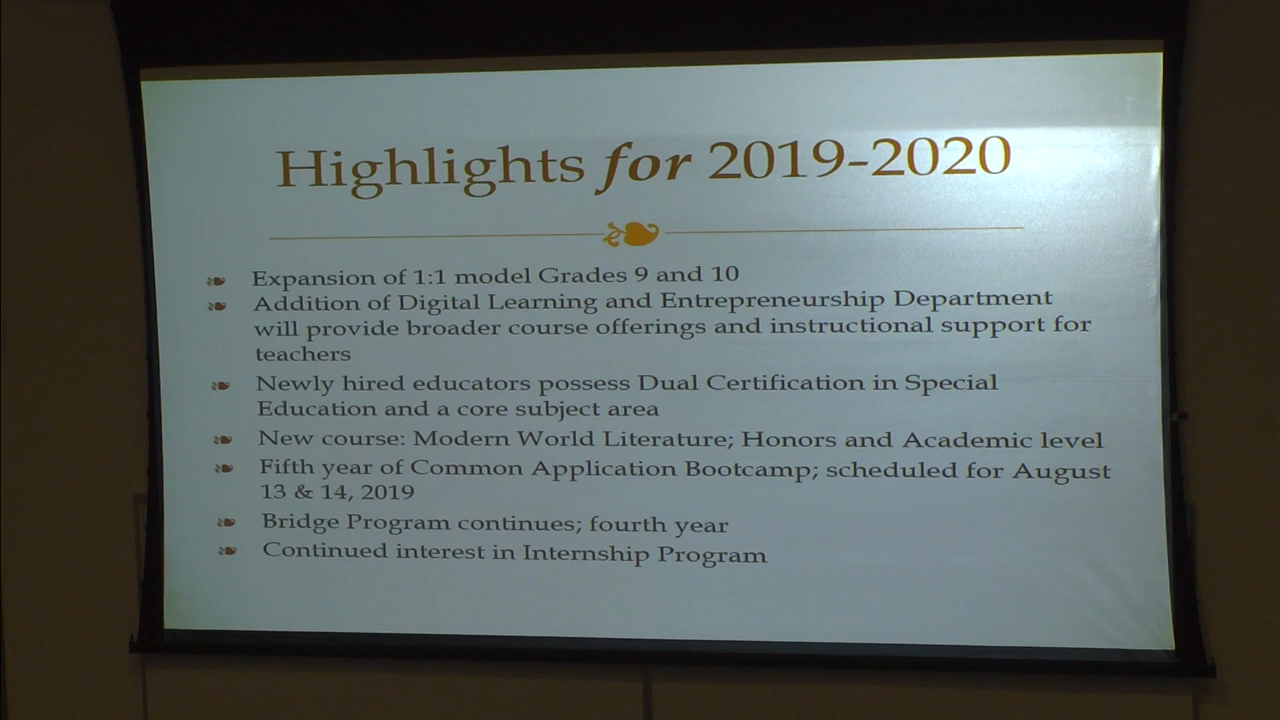 Highlights for 2019-2020
Expansion of 1:1 model Grades 9 and 10
Addition of Digital Learning and Entrepreneurship Department
will provide broader course offerings and instructional support for
teachers
Newly hired educators possess Dual Certification in Special
Education and a core subject area
New course: Modern World Literature; Honors and Academic level
Fifth year of Common Application Bootcamp; scheduled for August
13 & 14, 2019
Bridge Program continues; fourth year
Continued interest in Internship Program